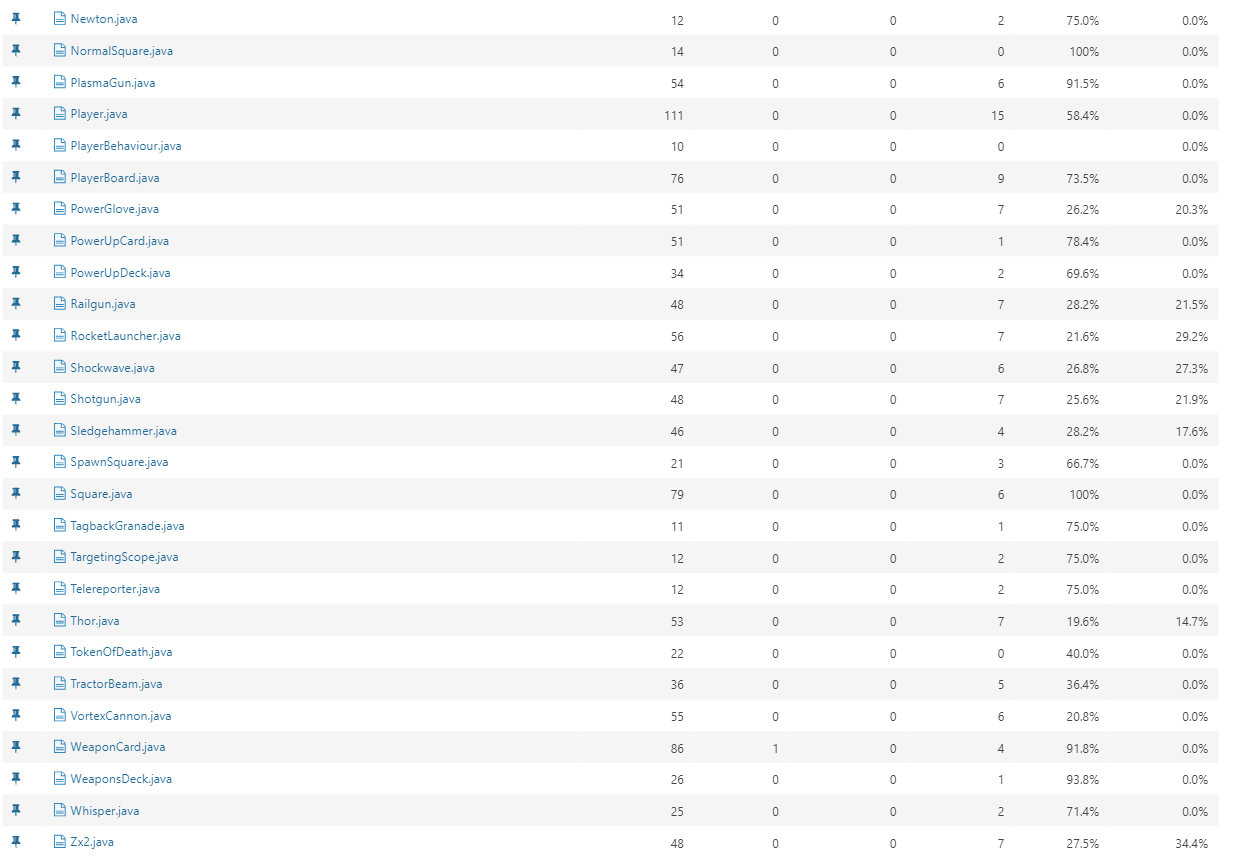 Newton.java 12 0 0 2 75.0% 0.0%
NormalSquare.java 14 0 0 0 100% 0.0%
PlasmaGun.java 54 0 0 6 91.5% 0.0%
Player.java 111 0 0 15 58.4% 0.0%
PlayerBehaviour.java 10 0 0 0 0.0%
PlayerBoard.java 76 0 0 9 73.5% 0.0%
PowerGlove.java 51 0 0 7 26.2% 20.3%
PowerUpCard.java 51 0 0 1 78.4% 0.0%
PowerUpDeck.java 34 0 0 2 69.6% 0.0%
Railgun.java 48 0 0 7 28.2% 21.5%
RocketLauncher.java 56 0 0 7 21.6% 29.2%
Shockwave.java 47 0 0 6 26.8% 27.3%
Shotgun.java 48 0 0 7 25.6% 21.9%
Sledgehammer.java 46 0 0 4 28.2% 17.6%
SpawnSquare.java 21 0 0 3 66.7% 0.0%
Square.java 79 0 0 6 100% 0.0%
TagbackGranade.java 11 0 0 1 75.0% 0.0%
TargetingScope.java 12 0 0 2 75.0% 0.0%
Telereporter.java 12 0 0 2 75.0% 0.0%
Thor.java 53 0 0 7 19.6% 14.7%
TokenOfDeath.java 22 0 0 0 40.0% 0.0%
TractorBeam.java 36 0 0 5 36.4% 0.0%
VortexCannon.java 55 0 0 6 20.8% 0.0%
WeaponCard.java 86 1 0 4 91.8% 0.0%
WeaponsDeck.java 26 0 0 1 93.8% 0.0%
Whisper.java 25 0 0 2 71.4% 0.0%
Zx2.java 48 0 0 7 27.5% 34.4%